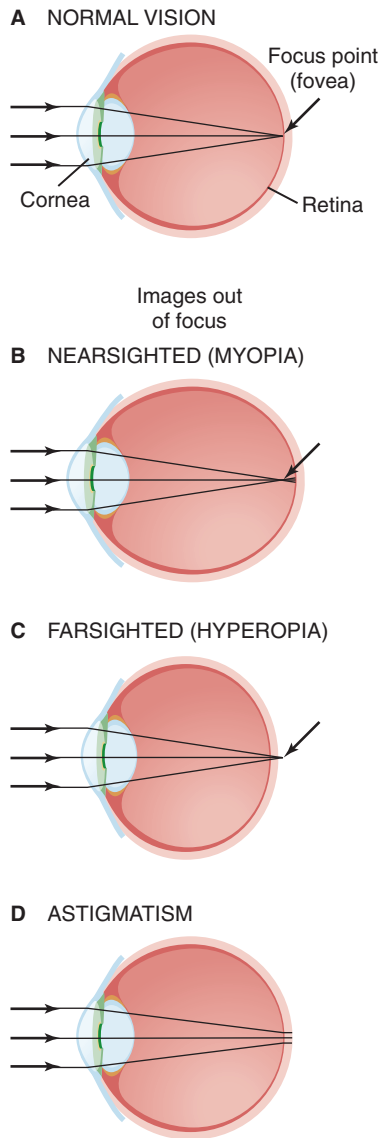 A NORMAL VISION
Focus point
(fovea)
Cornea
Retina
Images out
of focus
B NEARSIGHTED (MYOPIA)
C FARSIGHTED (HYPEROPIA)
D ASTIGMATISM